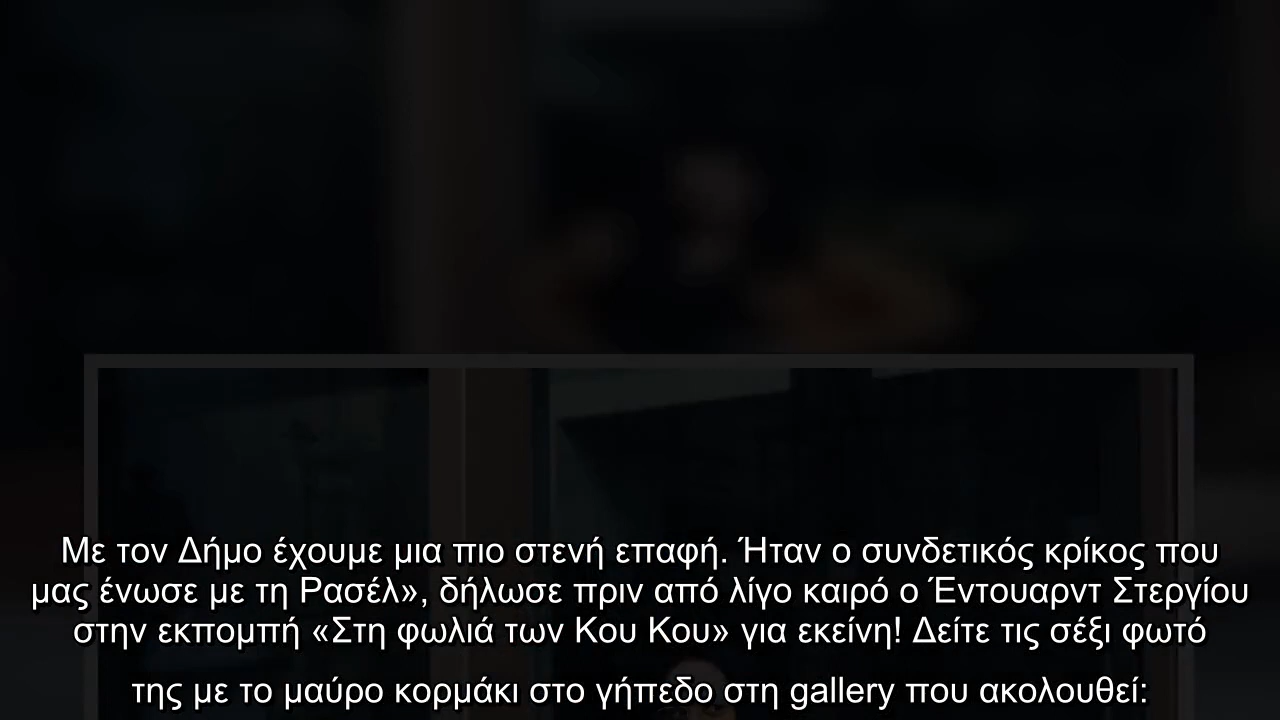 Με τον Δήμο έχουμε μια πιο στενή επαφή. Ήταν ο συνδετικός κρίκος που
μας ένωσε με τη Ρασέλ», δήλωσε πριν από λίγο καιρό ο Έντουαρντ Στεργίου
στην εκπομπή «Στη φωλιά των Κου Κου» για εκείνη! Δείτε τις σέξι φωτό
της με το μαύρο κορμάκι στο γήπεδο στη gallery που ακολουθεί: